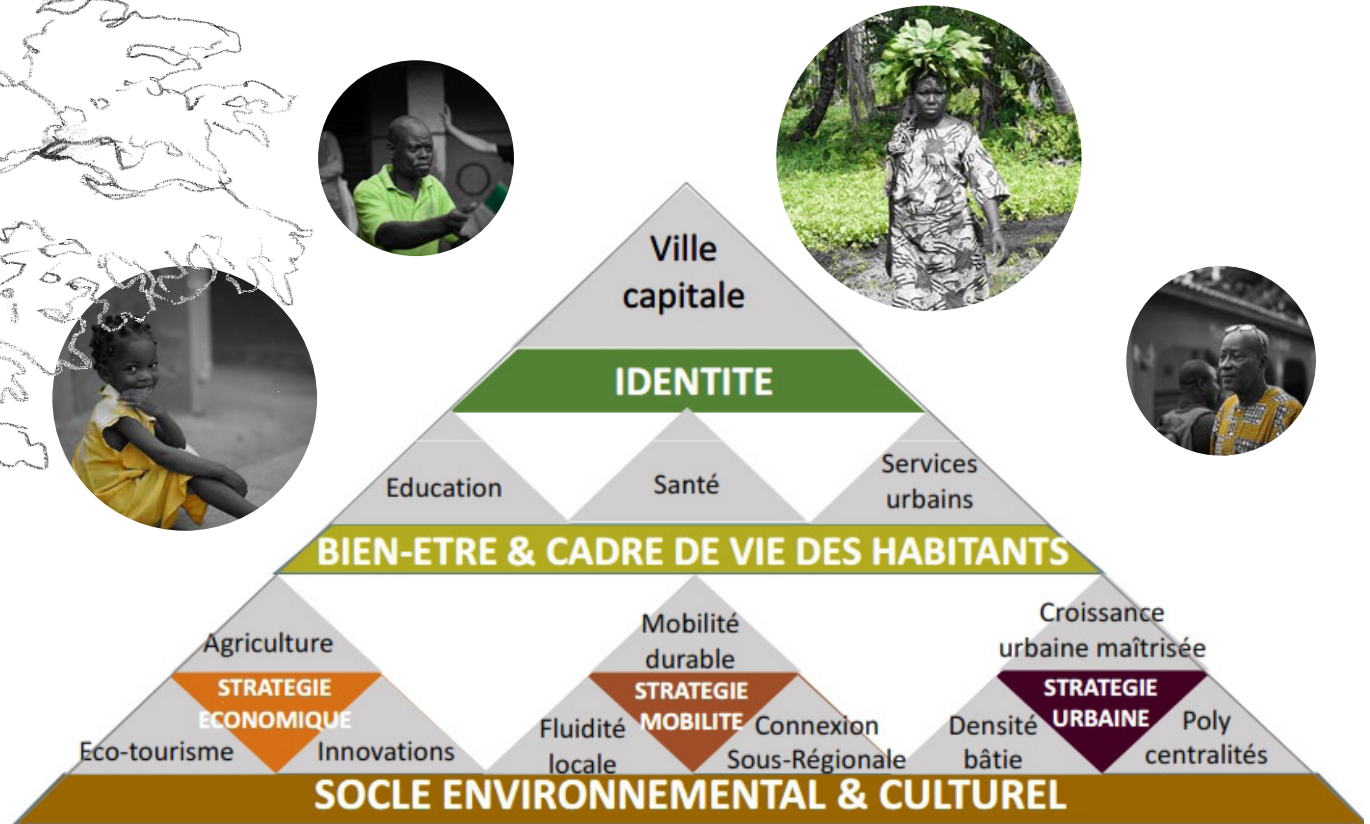 Ville
capitale
IDENTITE
Education
Santé
Services
urbains
BIEN-ETRE & CADRE DE VIE DES HABITANTS
Agriculture
STRATEGIE
ECONOMIQUE
Eco-tourisme
Innovations
Mobilité
durable
STRATEGIE
MOBILITE
Fluidité
locale
Connexion
Sous-Régionale
Croissance
urbaine maîtrisée
STRATEGIE
URBAINE
Densité
bâtie
Poly
centralités
SOCLE ENVIRONNEMENTAL & CULTUREL